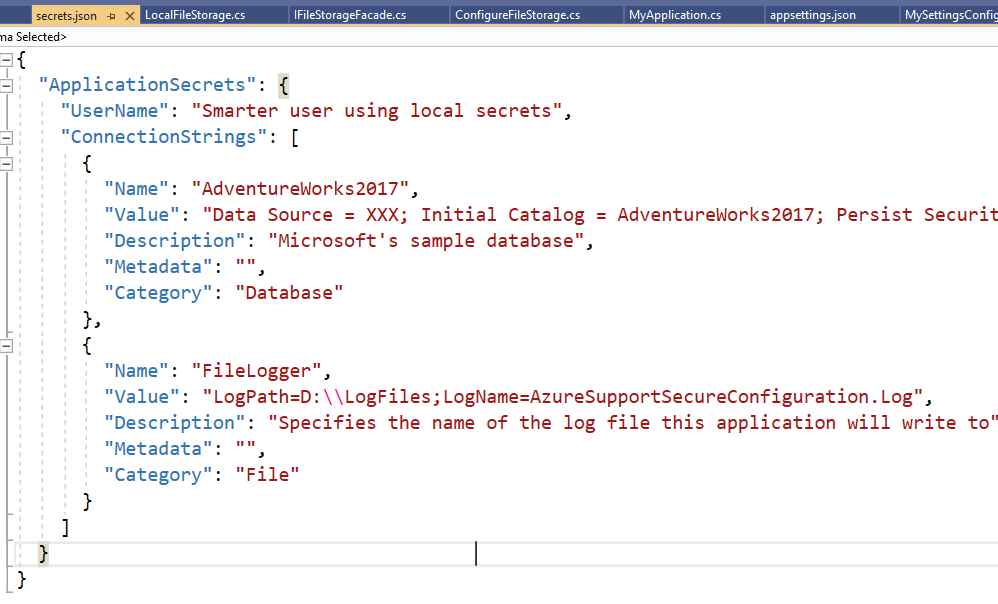 secrets.json LocalFileStorage.cs IFileStorageFacade.cs ConfigureFileStorage.cs MyApplication.cs appsettings.json MySettingsConfig
ma Selected>
{
"ApplicationSecrets": {
"UserName": "Smarter user using local secrets",
"ConnectionStrings": [
{
"Name": "AdventureWorks2017",
"Value": "Data Source = XXX; Initial Catalog = AdventureWorks2017; Persist Securit
"Description": "Microsoft's sample database",
"Metadata": "",
"Category": "Database"
},
{
"Name": "FileLogger",
"Value": "LogPath=D:\\LogFiles;LogName=AzureSupportSecureConfiguration.Log",
"Description": "Specifies the name of the log file this application will write to"
"Metadata": "",
"Category": "File"
}
]
}
}